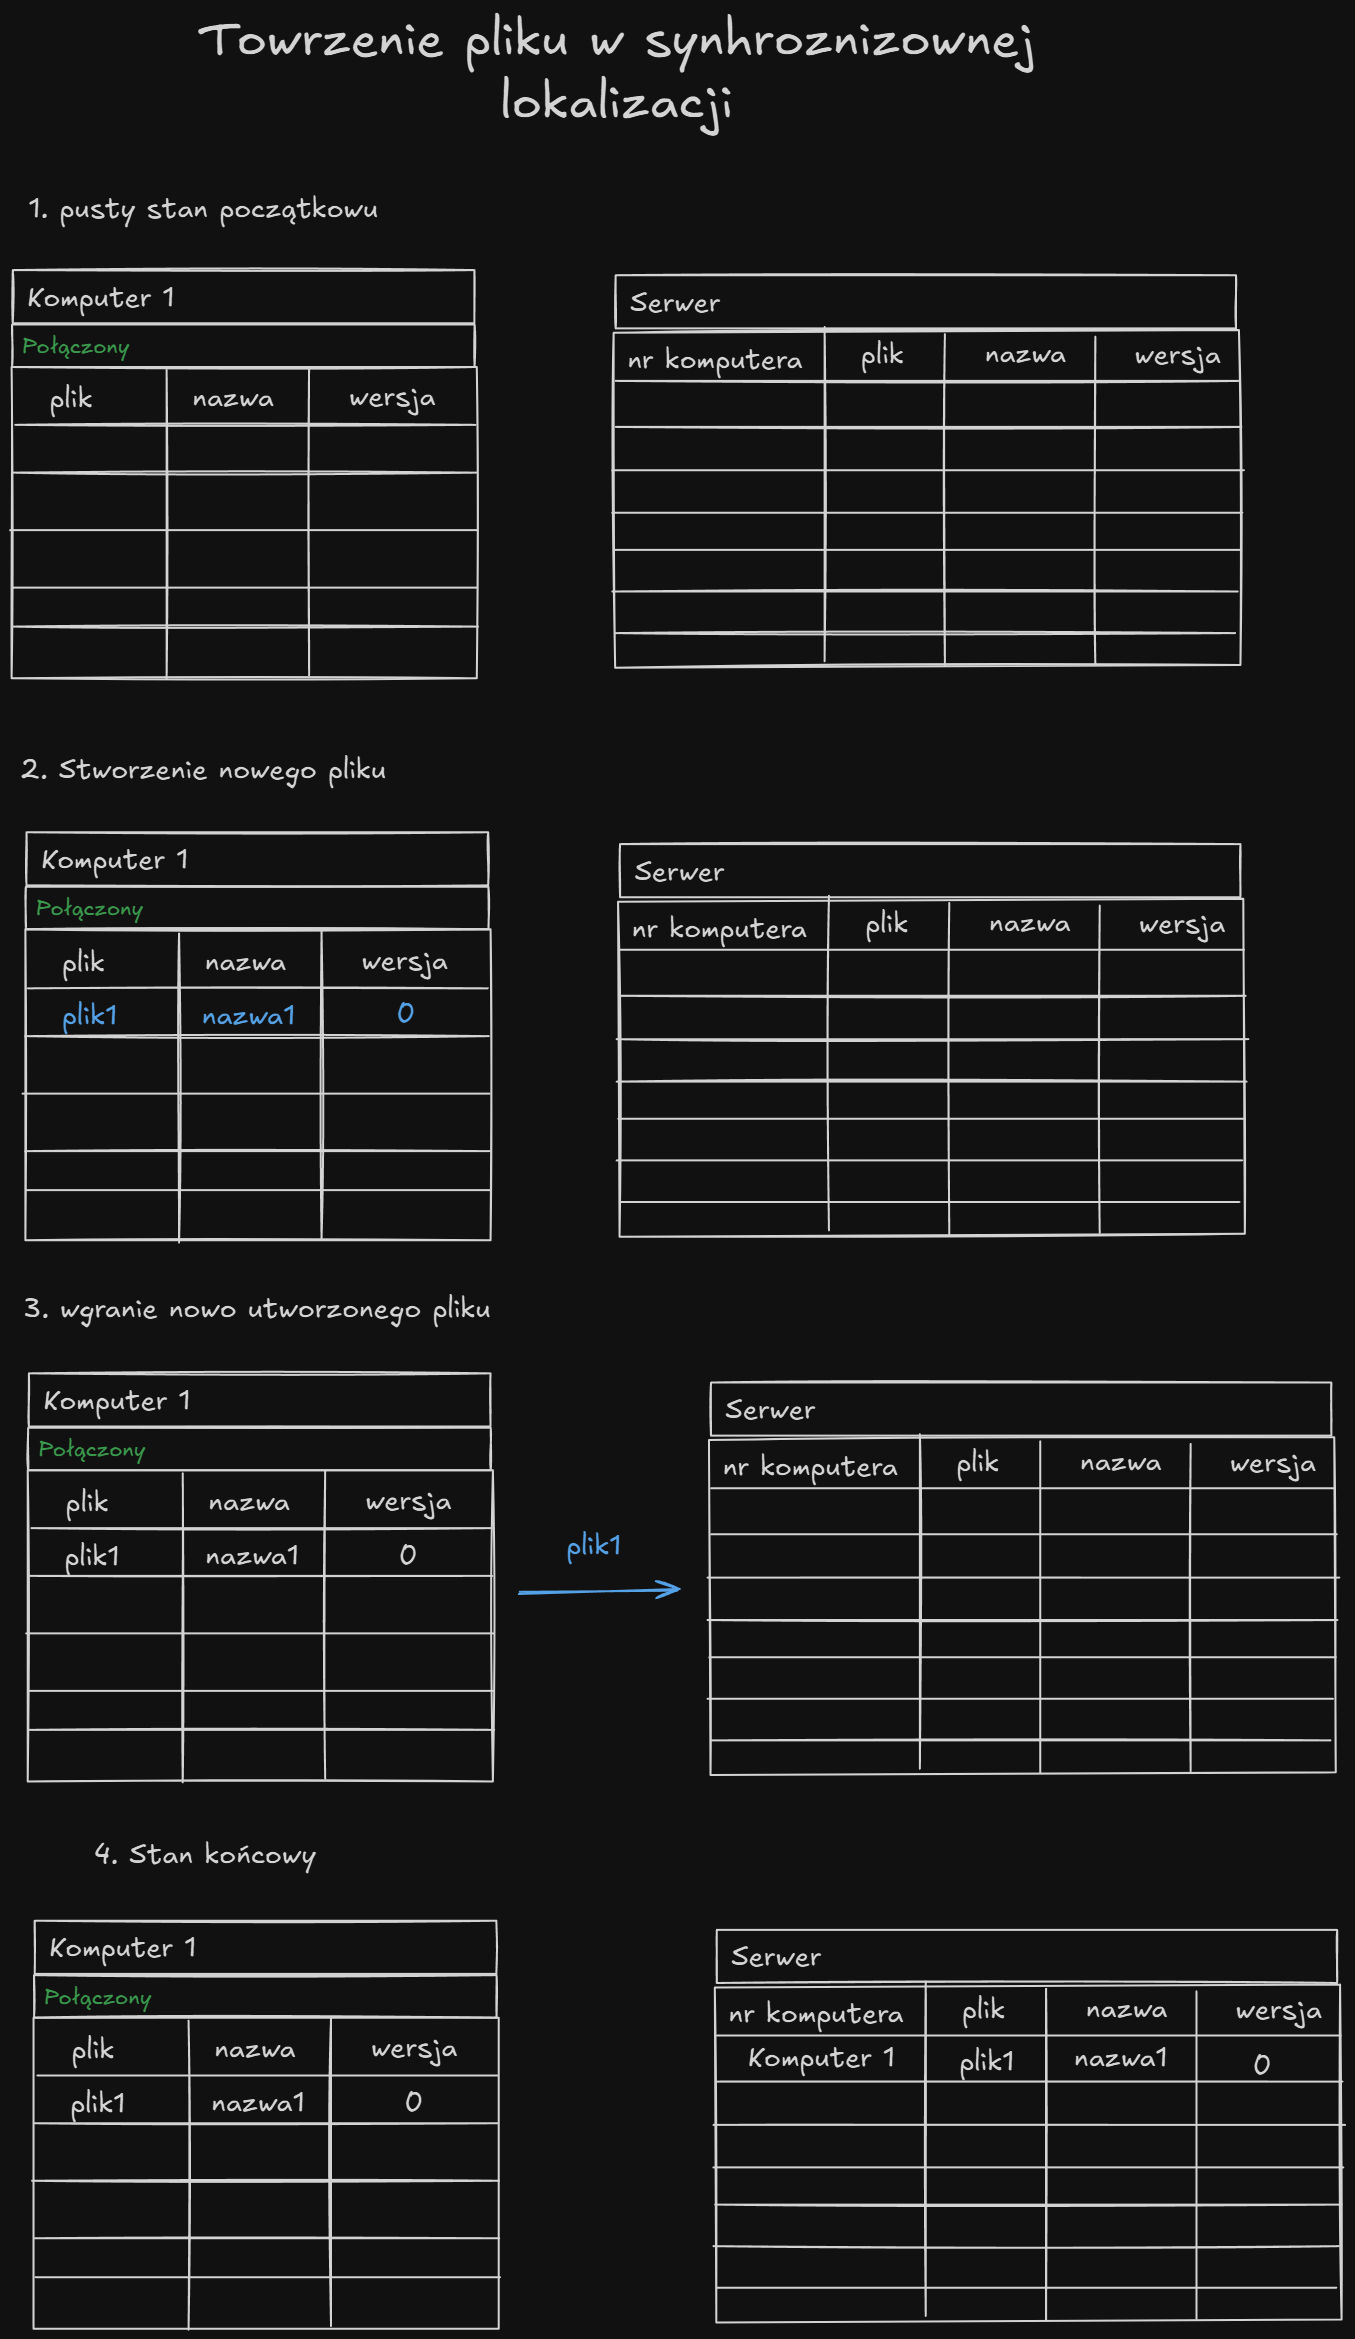 Towrzenie pliku w synhroznizownej
lokalizacji
1. pusty stan początkowu
Komputer 1
Połączony
plik nazwa wersja
Serwer
nr komputera plik nazwa wersja
2. Stworzenie nowego pliku
Komputer 1
Połączony
plik nazwa wersja
plik1 nazwa1 0
Serwer
nr komputera plik nazwa wersja
3. wgranie nowo utworzonego pliku
Komputer 1
Połączony
plik nazwa wersja
plik1 nazwa1 0
plik1
Serwer
nr komputera plik nazwa wersja
4. Stan końcowy
Komputer 1
Połączony
plik nazwa wersja
plik1 nazwa1 0
Serwer
nr komputera plik nazwa wersja
Komputer 1 plik1 nazwa1 0